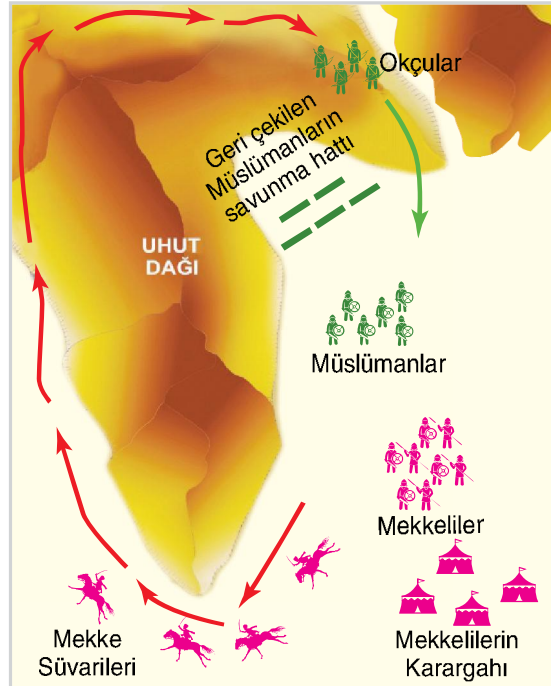 Okçular
Geri çekilen
Müslümanların
savunma hattı
UHUT
DAĞI
Müslümanlar
Mekkeliler
Mekke
Süvarileri
Mekkelilerin
Karargahı